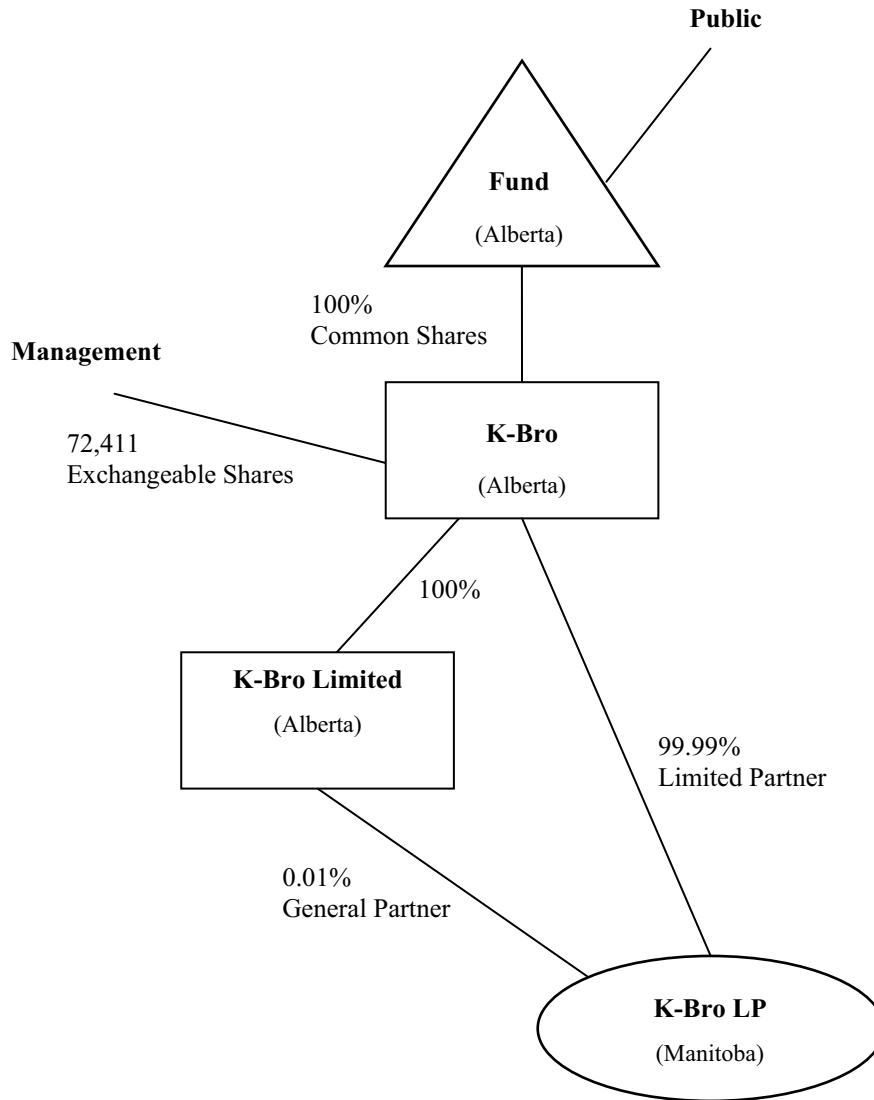 Public
Fund
(Alberta)
100%
Common Shares
Management
72,411
Exchangeable Shares
K-Bro
(Alberta)
100%
K-Bro Limited
(Alberta)
99.99%
Limited Partner
0.01%
General Partner
K-Bro LP
(Manitoba)